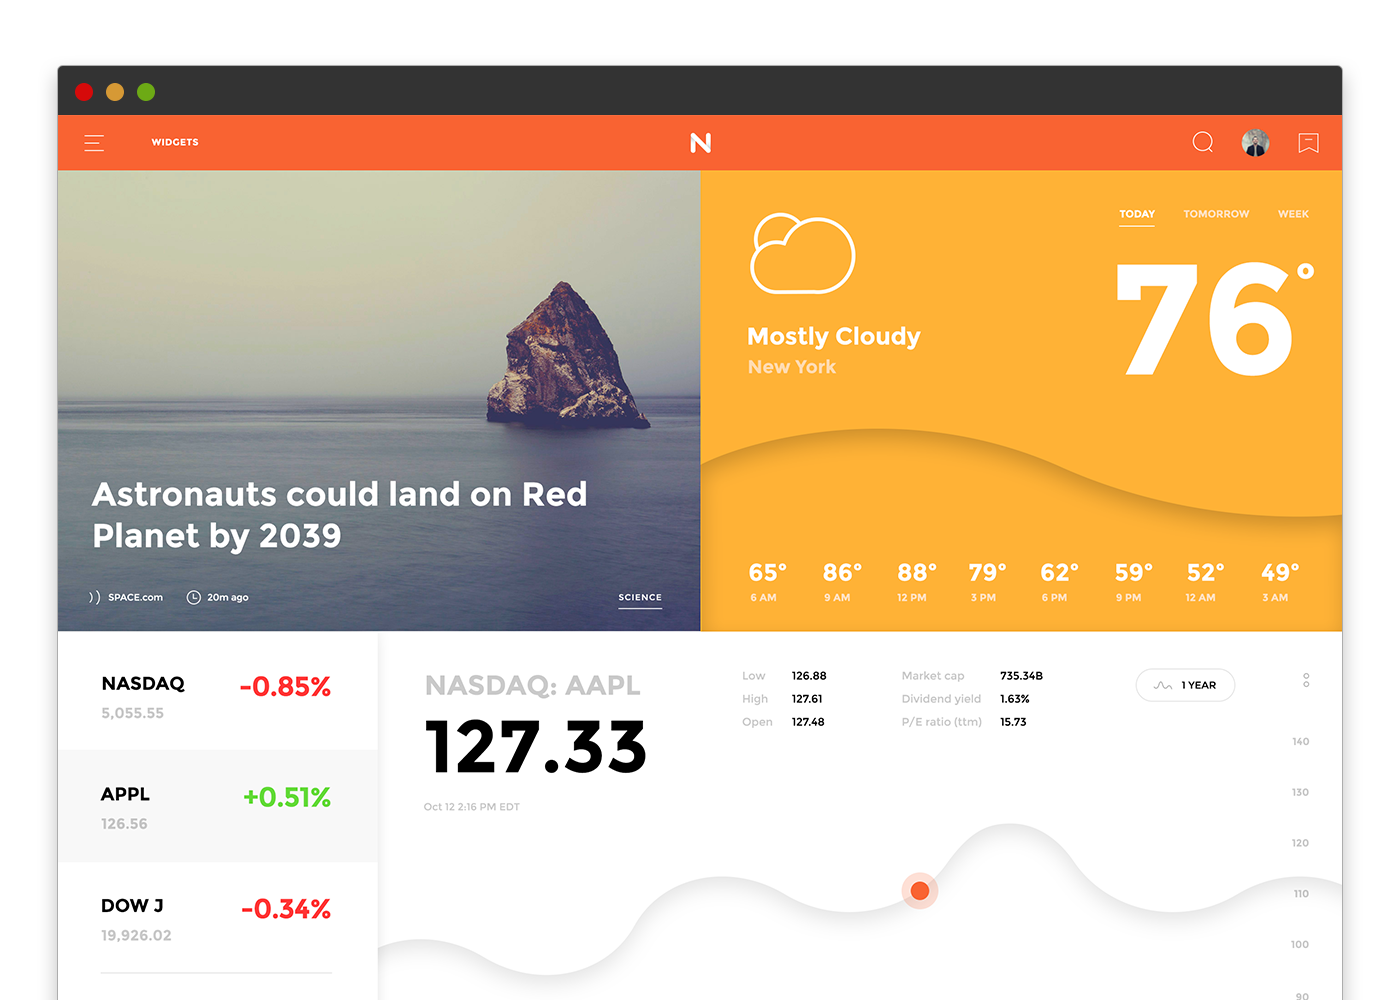 WIDGETS
N
Astronauts could land on Red
Planet by 2039
SPACE.com
20m ago
SCIENCE
TODAY TOMORROW WEEK
76°
Mostly Cloudy
New York
65° 86° 88° 79° 62° 59° 52° 49°
6 AM 9 AM 12 PM 3 PM 6 PM 9 PM 12 AM 3 AM
NASDAQ -0.85%
5,055.55
APPL +0.51%
126.56
DOW J -0.34%
19,926.02
NASDAQ: AAPL
127.33
Oct 12 2:16 PM EDT
Low 126.88
High 127.61
Open 127.48
Market cap 735.34B
Dividend yield 1.63%
P/E ratio (ttm) 15.73
1 YEAR
140
130
120
110
100
90